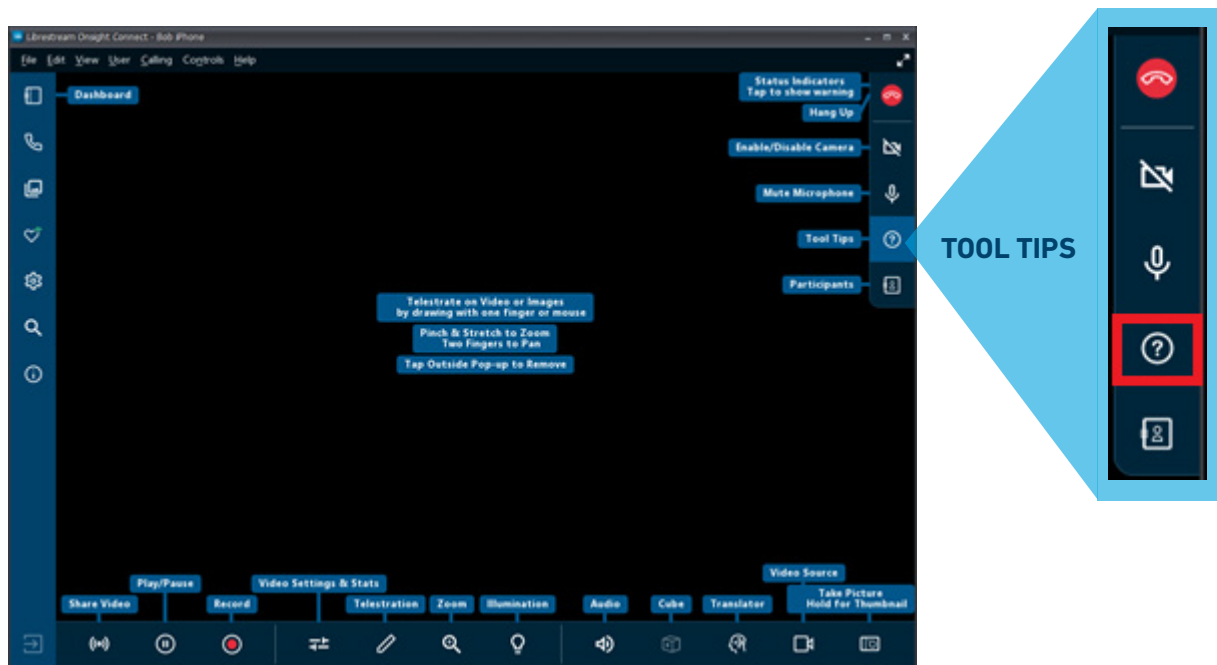 Librestream Onsight Connect - Bob iPhone
File Edit View User Calling Controls Help
Dashboard
Status Indicators
Tap to show warning
Hang Up
Enable/Disable Camera
Mute Microphone
Tool Tips
TOOL TIPS
Participants
Telestrate on Video or Images
by drawing with one finger or mouse
Pinch & Stretch to Zoom
Two Fingers to Pan
Tap Outside Pop-up to Remove
Video Source
Play/Pause
Video Settings & Stats
Take Picture
Hold for Thumbnail
Share Video
Record
Telestration
Zoom
Illumination
Audio
Cube
Translator